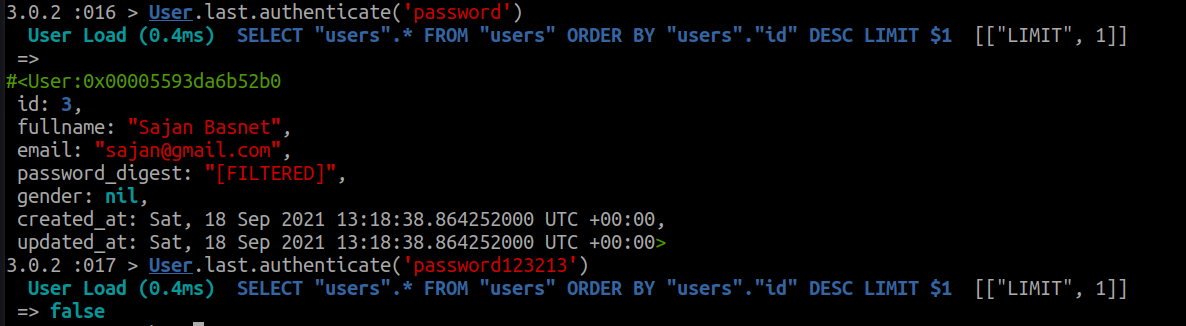 3.0.2 :016 > User.last.authenticate('password')
  User Load (0.4ms)  SELECT "users".* FROM "users" ORDER BY "users"."id" DESC LIMIT $1  [["LIMIT", 1]]
 =>
#<User:0x00005593da6b52b0
 id: 3,
 fullname: "Sajan Basnet",
 email: "sajan@gmail.com",
 password_digest: "[FILTERED]",
 gender: nil,
 created_at: Sat, 18 Sep 2021 13:18:38.864252000 UTC +00:00,
 updated_at: Sat, 18 Sep 2021 13:18:38.864252000 UTC +00:00>
3.0.2 :017 > User.last.authenticate('password123213')
  User Load (0.4ms)  SELECT "users".* FROM "users" ORDER BY "users"."id" DESC LIMIT $1  [["LIMIT", 1]]
 => false